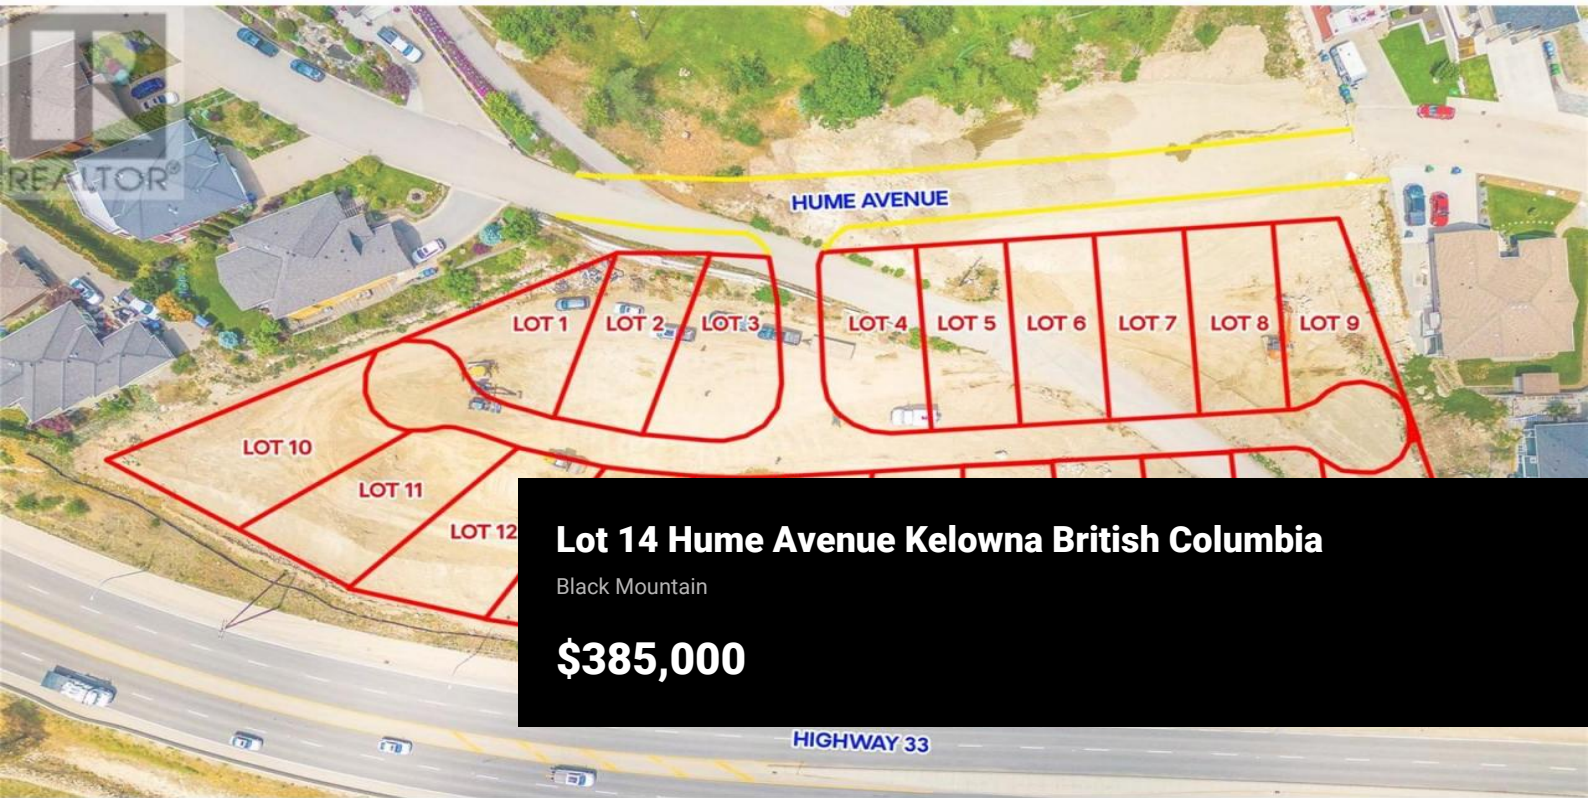 REALTOR®
HUME AVENUE
LOT 1
LOT 2
LOT 3
LOT 4
LOT 5
LOT 6
LOT 7
LOT 8
LOT 9
LOT 10
LOT 11
LOT 12
Lot 14 Hume Avenue Kelowna British Columbia
Black Mountain
$385,000
HIGHWAY 33